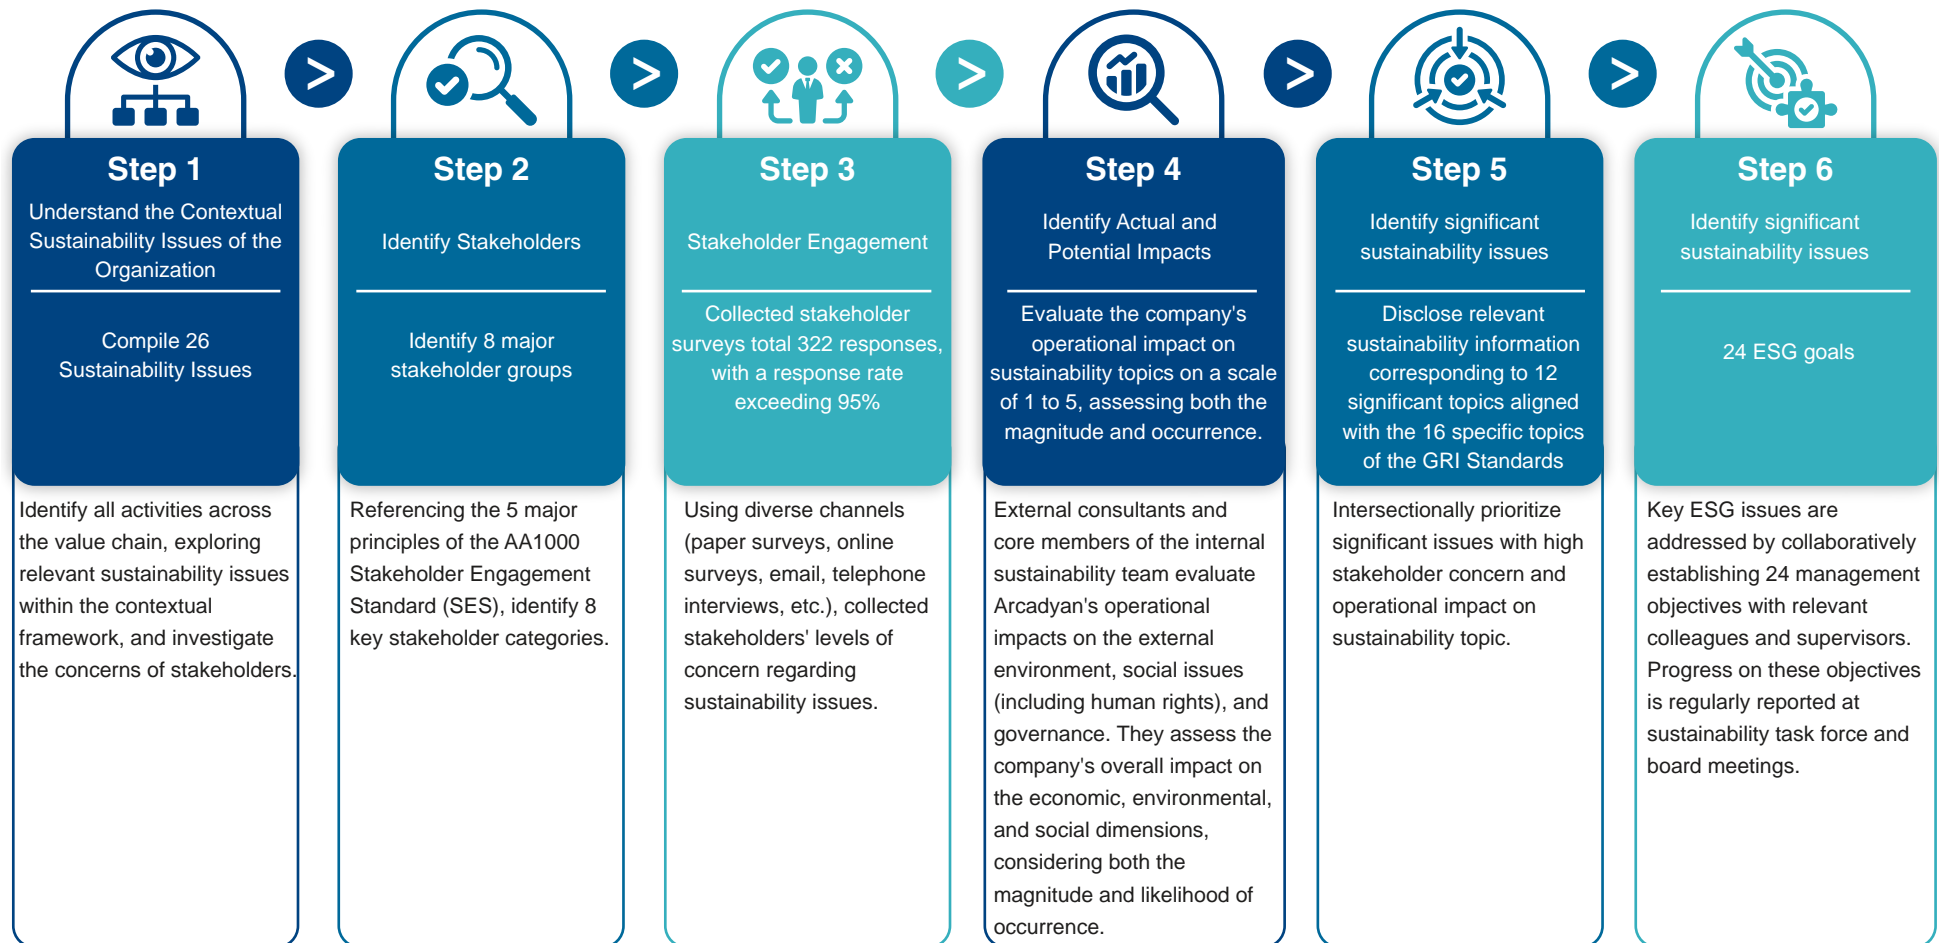 >
>
>
>
>
Step 1
Understand the Contextual
Sustainability Issues of the
Organization
Compile 26
Sustainability Issues
Identify all activities across
the value chain, exploring
relevant sustainability issues
within the contextual
framework, and investigate
the concerns of stakeholders.
Step 2
Identify Stakeholders
Identify 8 major
stakeholder groups
Referencing the 5 major
principles of the AA1000
Stakeholder Engagement
Standard (SES), identify 8
key stakeholder categories.
Step 3
Stakeholder Engagement
Collected stakeholder
surveys total 322 responses,
with a response rate
exceeding 95%
Using diverse channels
(paper surveys, online
surveys, email, telephone
interviews, etc.), collected
stakeholders' levels of
concern regarding
sustainability issues.
Step 4
Identify Actual and
Potential Impacts
Evaluate the company's
operational impact on
sustainability topics on a scale
of 1 to 5, assessing both the
magnitude and occurrence.
External consultants and
core members of the internal
sustainability team evaluate
Arcadyan's operational
impacts on the external
environment, social issues
(including human rights), and
governance. They assess the
company's overall impact on
the economic, environmental,
and social dimensions,
considering both the
magnitude and likelihood of
occurrence.
Step 5
Identify significant
sustainability issues
Disclose relevant
sustainability information
corresponding to 12
significant topics aligned
with the 16 specific topics
of the GRI Standards
Intersectionally prioritize
significant issues with high
stakeholder concern and
operational impact on
sustainability topic.
Step 6
Identify significant
sustainability issues
24 ESG goals
Key ESG issues are
addressed by collaboratively
establishing 24 management
objectives with relevant
colleagues and supervisors.
Progress on these objectives
is regularly reported at
sustainability task force and
board meetings.